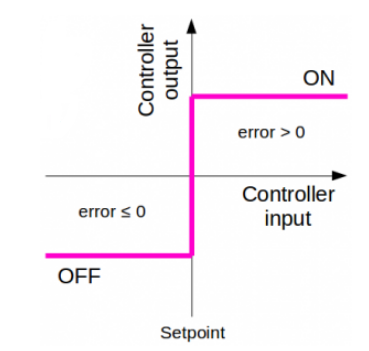 Controller
output
ON
error > 0
Controller
input
error ≤ 0
OFF
Setpoint